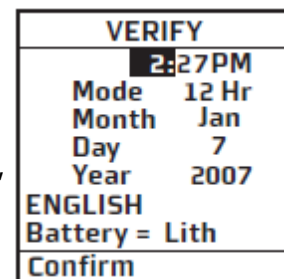 VERIFY
2:27PM
Mode 12 Hr
Month Jan
Day 7
Year 2007
ENGLISH
Battery = Lith
Confirm